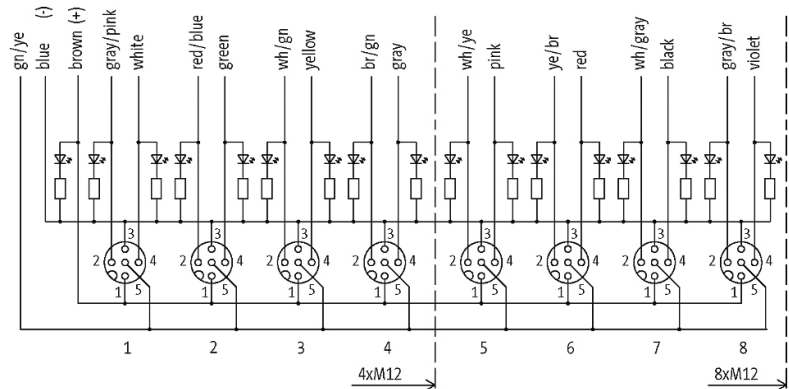 gn/ye
blue (-)
brown (+)
gray/pink
white
red/blue
green
wh/gn
yellow
br/gn
gray
wh/ye
pink
ye/br
red
wh/gray
black
gray/br
violet
3 3 3 3 3 3 3 3
2 4 2 4 2 4 2 4 2 4 2 4 2 4 2 4
1 5 1 5 1 5 1 5 1 5 1 5 1 5 1 5
1 2 3 4 5 6 7 8
4xM12 8xM12